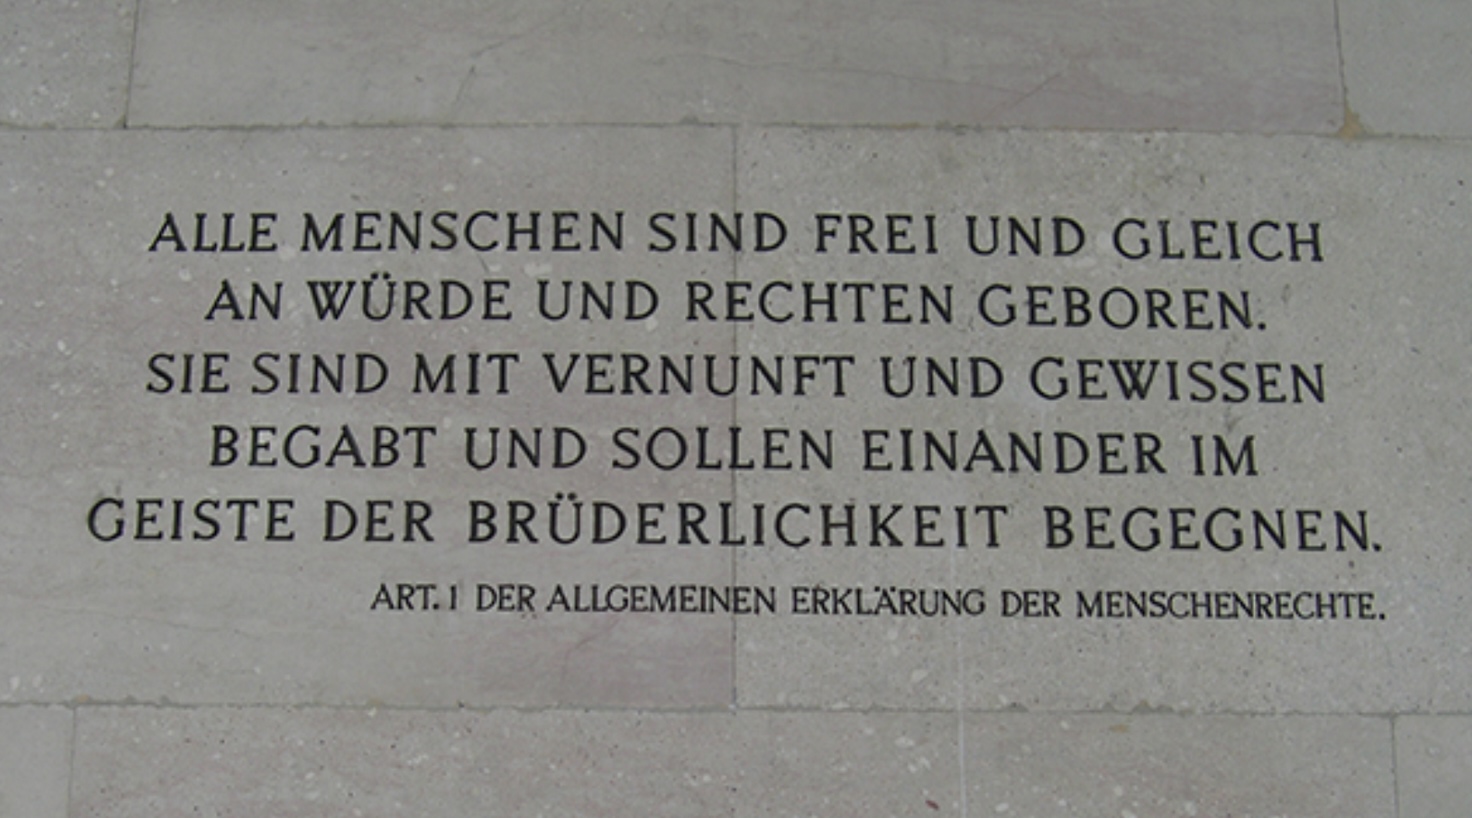 ALLE MENSCHEN SIND FREI UND GLEICH
AN WÜRDE UND RECHTEN GEBOREN.
SIE SIND MIT VERNUNFT UND GEWISSEN
BEGABT UND SOLLEN EINANDER IM
GEISTE DER BRÜDERLICHKEIT BEGEGNEN.
ART. 1 DER ALLGEMEINEN ERKLÄRUNG DER MENSCHENRECHTE.